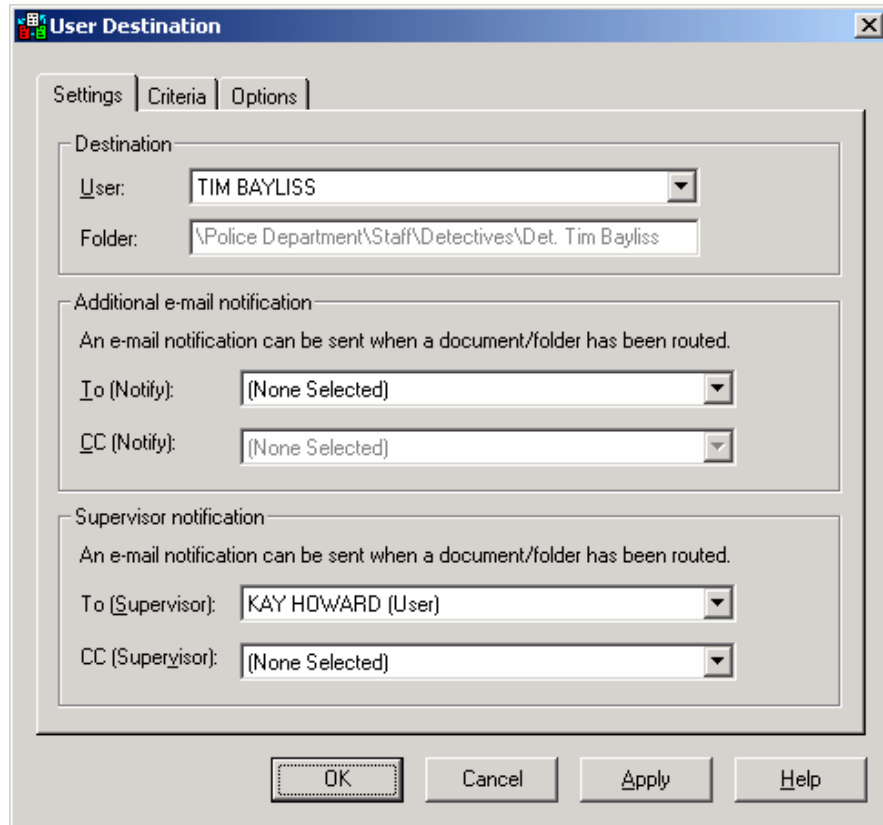 User Destination
Settings Criteria Options
Destination
User: TIM BAYLISS
Folder: \Police Department\Staff\Detectives\Det. Tim Bayliss
Additional e-mail notification
An e-mail notification can be sent when a document/folder has been routed.
To (Notify): (None Selected)
CC (Notify): (None Selected)
Supervisor notification
An e-mail notification can be sent when a document/folder has been routed.
To (Supervisor): KAY HOWARD (User)
CC (Supervisor): (None Selected)
OK Cancel Apply Help